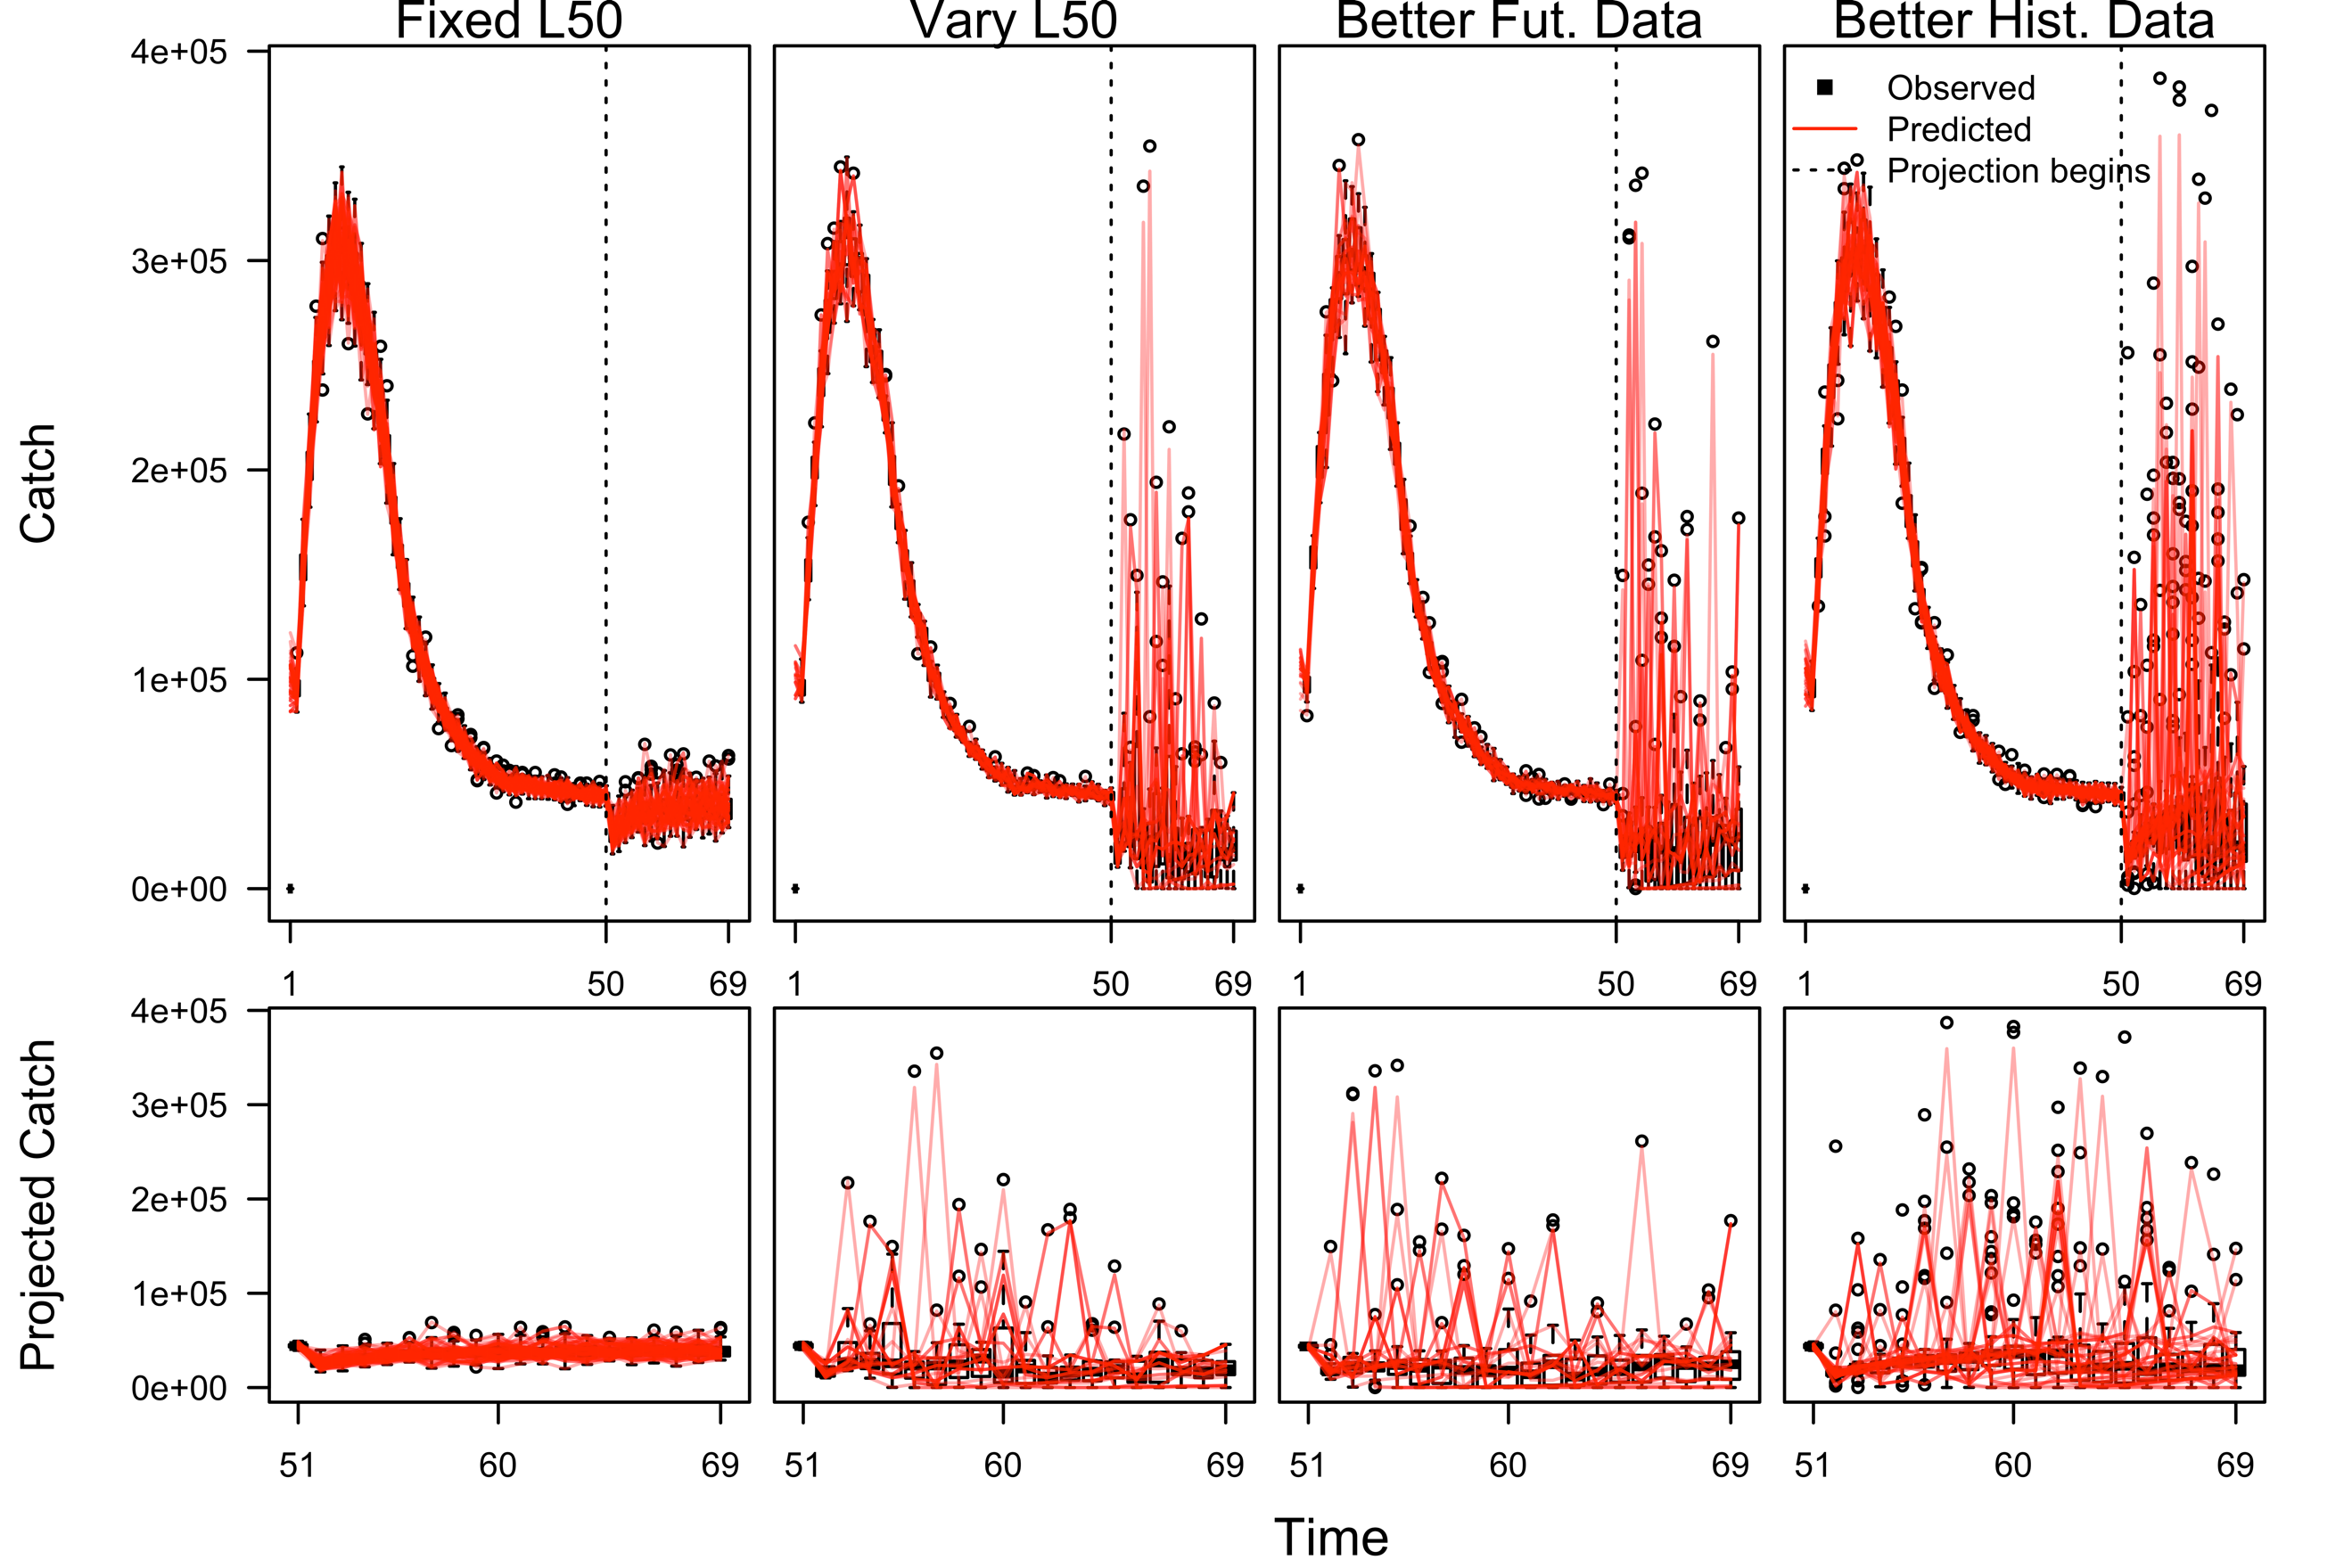 Fixed L50 Vary L50 Better Fut. Data Better Hist. Data
4e+05
Observed
Predicted
Projection begins
3e+05
2e+05
1e+05
0e+00
Catch
1 50 69 1 50 69 1 50 69 1 50 69
4e+05
3e+05
2e+05
1e+05
0e+00
Projected Catch
51 60 69 51 60 69 51 60 69 51 60 69
Time